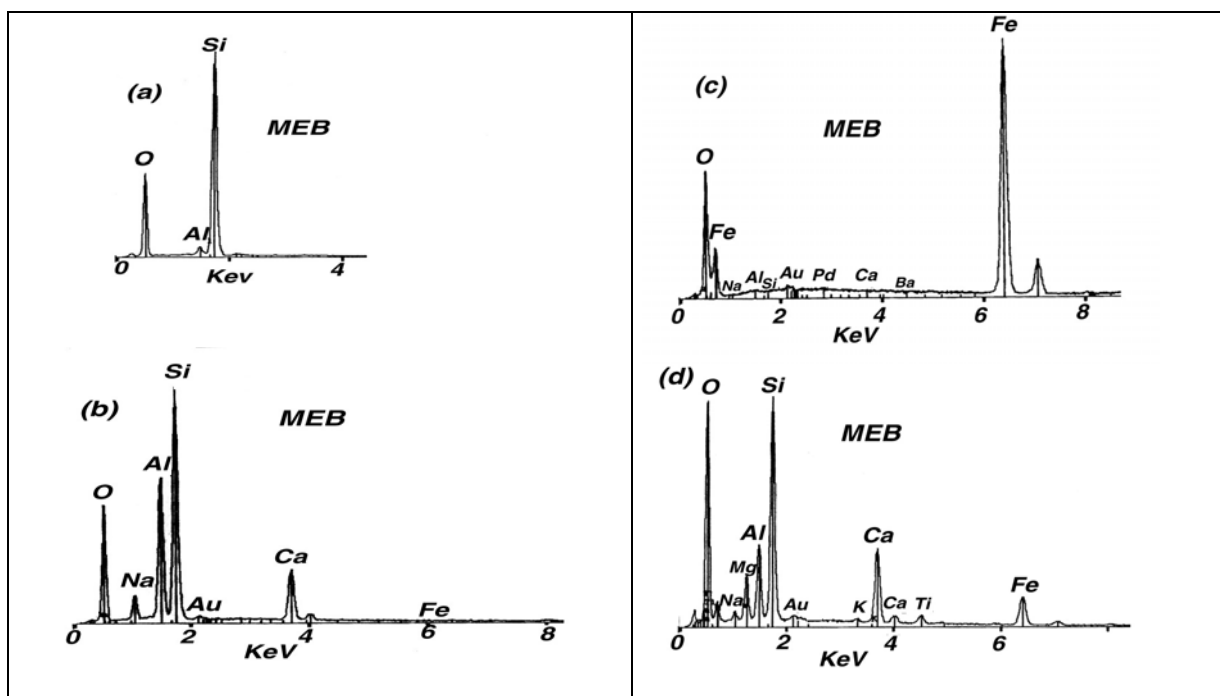 (a)
Si
O
Al
MEB
0 4
Kev
(b)
Si
MEB
Al
O
Na
Au
Ca
Fe
0 2 4 6 8
KeV
(c)
Fe
MEB
O
Fe
Na
Al
Si
Au
Pd
Ca
Ba
0 2 4 6 8
KeV
(d)
O
Si
MEB
Al
Mg
Na
Au
K
Ca
Ca
Ti
Fe
0 2 4 6
KeV